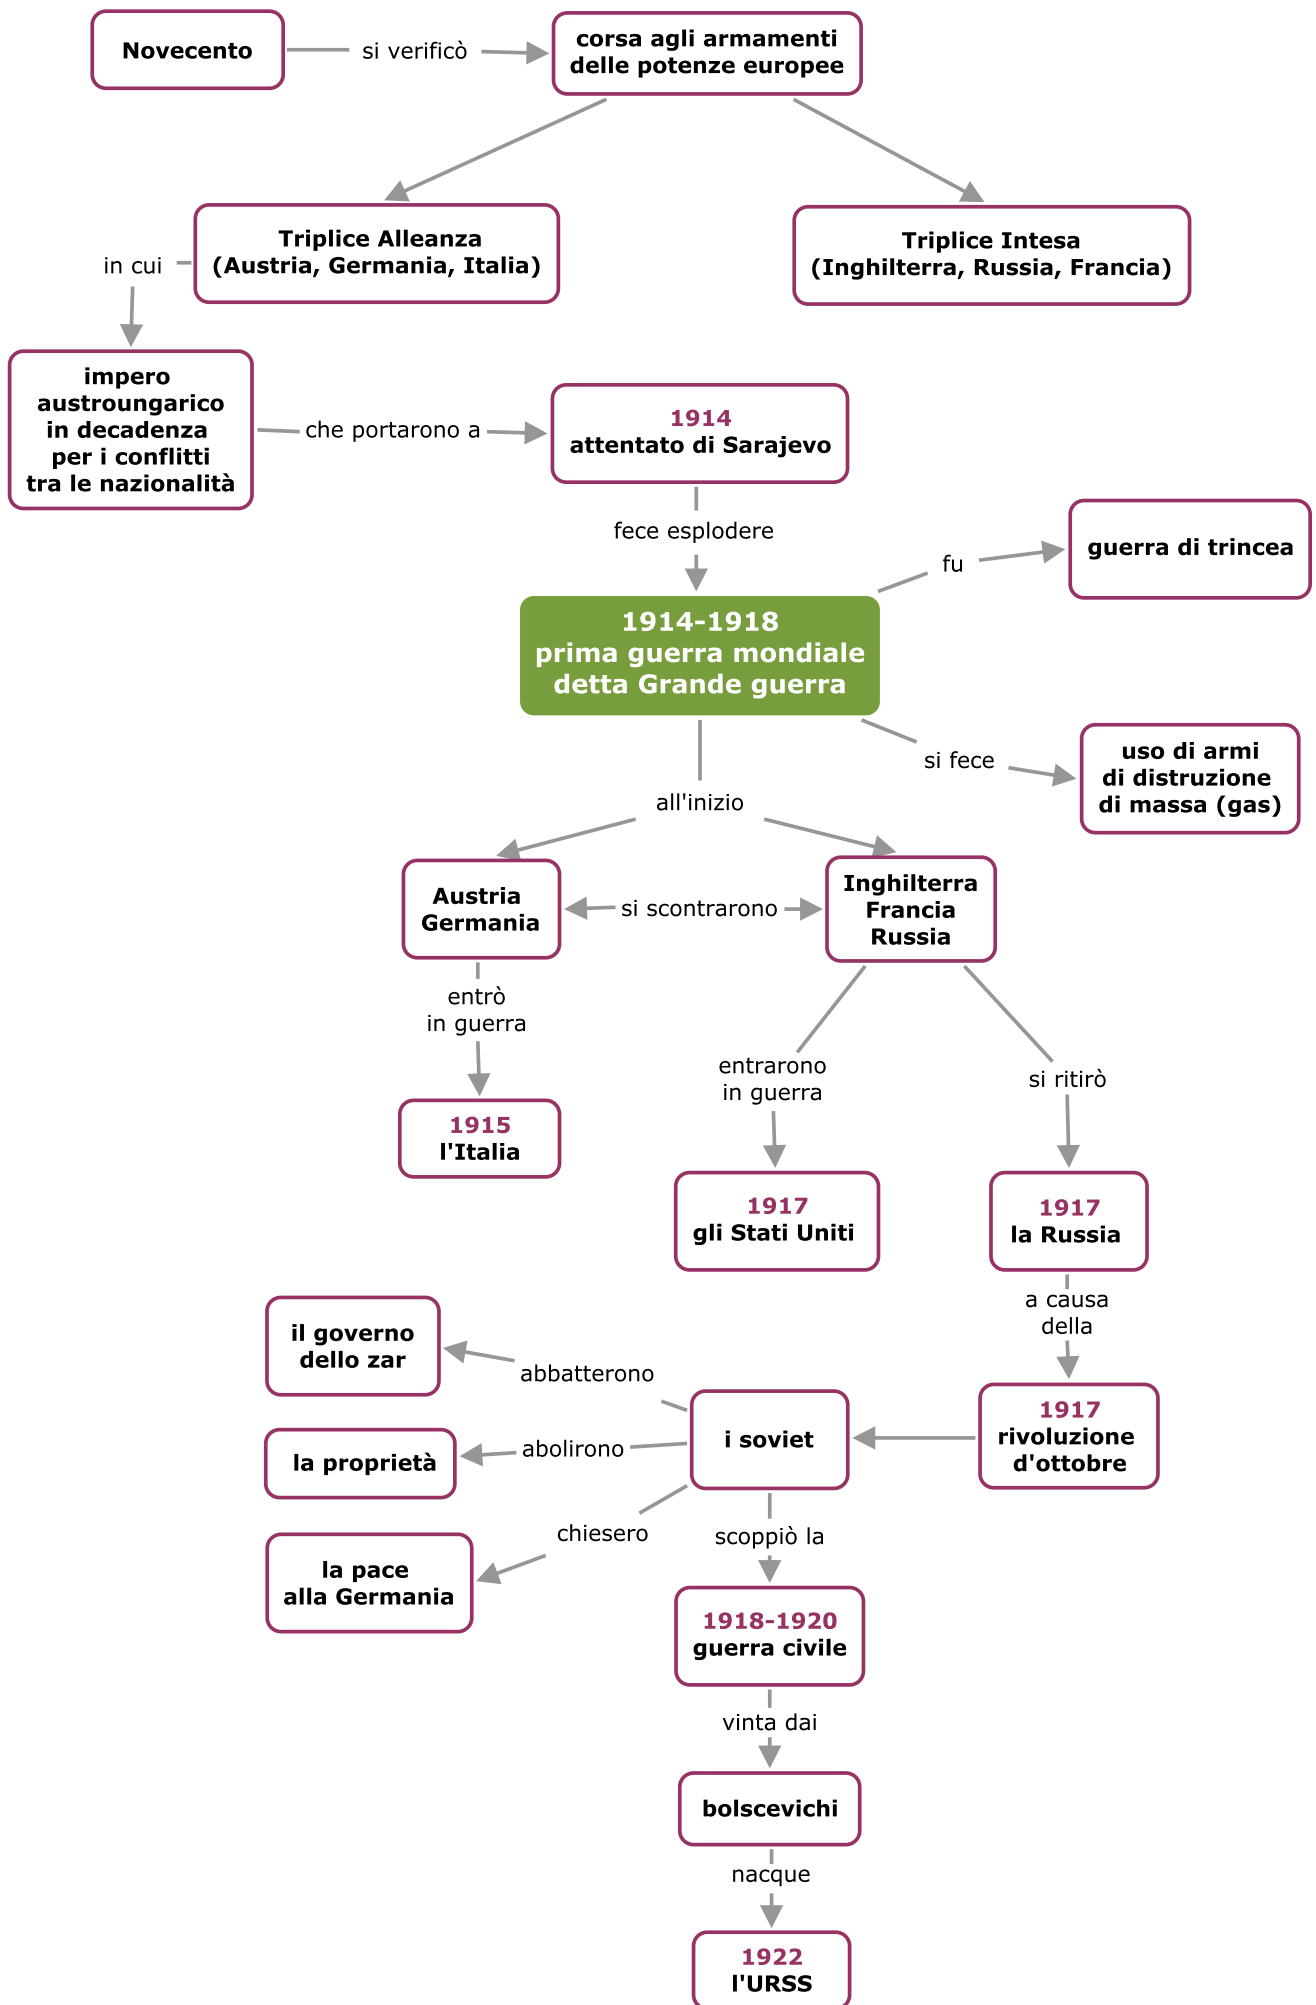 Novecento
si verificò
corsa agli armamenti
delle potenze europee
Triplice Alleanza
(Austria, Germania, Italia)
Triplice Intesa
(Inghilterra, Russia, Francia)
in cui
impero
austroungarico
in decadenza
per i conflitti
tra le nazionalità
che portarono a
1914
attentato di Sarajevo
fece esplodere
1914-1918
prima guerra mondiale
detta Grande guerra
fu
guerra di trincea
si fece
uso di armi
di distruzione
di massa (gas)
all'inizio
Austria
Germania
si scontrarono
Inghilterra
Francia
Russia
entrò
in guerra
1915
l'Italia
entrarono
in guerra
1917
gli Stati Uniti
si ritirò
1917
la Russia
a causa
della
1917
rivoluzione
d'ottobre
i soviet
abbatterono
il governo
dello zar
abolirono
la proprietà
chiesero
la pace
alla Germania
scoppiò la
1918-1920
guerra civile
vinta dai
bolscevichi
nacque
1922
l'URSS